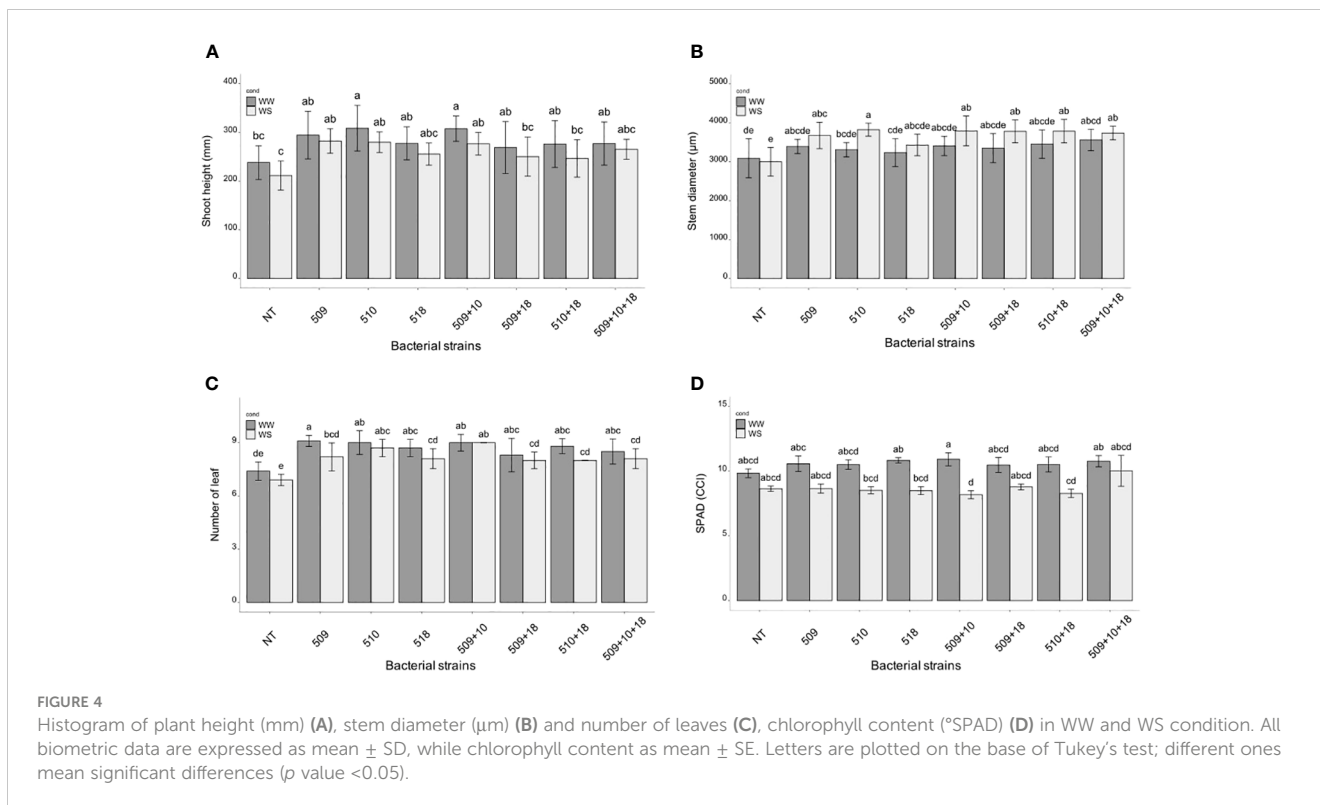 A
Shoot height (mm)
400
300
200
100
0
cond
WW
WS
bc c ab ab a ab ab abc a ab ab bc ab ab ab abc
NT 509 510 518 509+10 509+18 510+18 509+10+18
Bacterial strains
B
Stem diameter (µm)
5000
4000
3000
2000
1000
0
cond
WW
WS
de e abcde abc bcde a cde abcde abcde ab abcde ab abcde ab abcd ab
NT 509 510 518 509+10 509+18 510+18 509+10+18
Bacterial strains
C
Number of leaf
9
6
3
0
cond
WW
WS
de e a bcd ab abc abc cd ab ab abc cd abc cd abc cd
NT 509 510 518 509+10 509+18 510+18 509+10+18
Bacterial strains
D
SPAD (CCI)
15
10
5
0
cond
WW
WS
abcd abcd abc abcd abcd bcd ab bcd a d abcd abcd abcd cd ab abcd
NT 509 510 518 509+10 509+18 510+18 509+10+18
Bacterial strains
FIGURE 4
Histogram of plant height (mm) (A), stem diameter (µm) (B) and number of leaves (C), chlorophyll content (°SPAD) (D) in WW and WS condition. All
biometric data are expressed as mean ± SD, while chlorophyll content as mean ± SE. Letters are plotted on the base of Tukey's test; different ones
mean significant differences (p value <0.05).